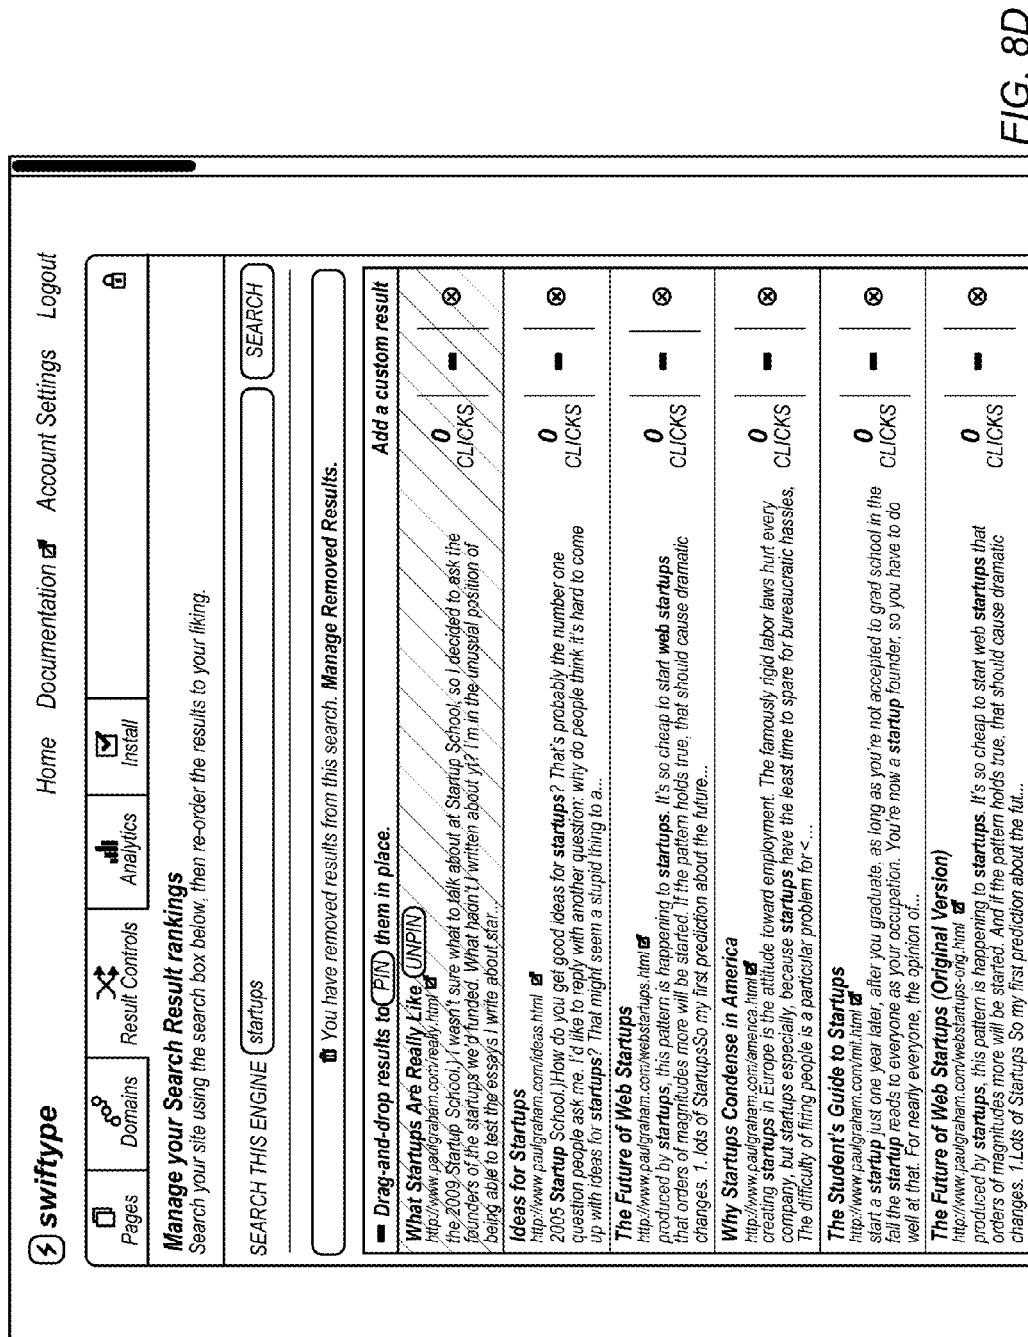 swiftype
Home Documentation Account Settings Logout
Pages Domains Result Controls Analytics Install
Manage your Search Result rankings
Search your site using the search box below, then re-order the results to your liking.
SEARCH THIS ENGINE startups SEARCH
You have removed results from this search. Manage Removed Results.
Drag-and-drop results to PIN them in place. Add a custom result
What Startups Are Really Like UNPIN
http://www.paulgraham.com/really.html
the 2009 Startup School.) I wasn't sure what to talk about at Startup School, so I decided to ask the
founders of the startups we'd funded. What hadn't I written about yt? I'm in the unusual position of
being able to test the essays I write about star...
0 CLICKS
Ideas for Startups
http://www.paulgraham.com/ideas.html
2005 Startup School.)How do you get good ideas for startups? That's probably the number one
question people ask me. I'd like to reply with another question: why do people think it's hard to come
up with ideas for startups? That might seem a stupid thing to a...
0 CLICKS
The Future of Web Startups
http://www.paulgraham.com/webstartups.html
produced by startups, this pattern is happening to startups. It's so cheap to start web startups
that orders of magnitudes more will be started. If the pattern holds true, that should cause dramatic
changes. 1. lots of StartupsSo my first prediction about the future...
0 CLICKS
Why Startups Condense in America
http://www.paulgraham.com/america.html
creating startups in Europe is the attitude toward employment. The famously rigid labor laws hurt every
company, but startups especially, because startups have the least time to spare for bureaucratic hassles,
The difficulty of firing people is a particular problem for <...
0 CLICKS
The Student's Guide to Startups
http://www.paulgraham.com/mit.html
start a startup just one year later, after you graduate, as long as you're not accepted to grad school in the
fall the startup reads to everyone as your occupation. You're now a startup founder, so you have to do
well at that. For nearly everyone, the opinion of...
0 CLICKS
The Future of Web Startups (Original Version)
http://www.paulgraham.com/webstartups-orig.html
produced by startups, this pattern is happening to startups. It's so cheap to start web startups that
orders of magnitudes more will be started. And if the pattern holds true, that should cause dramatic
changes. 1.Lots of Startups So my first prediction about the fut...
0 CLICKS
FIG. 8D